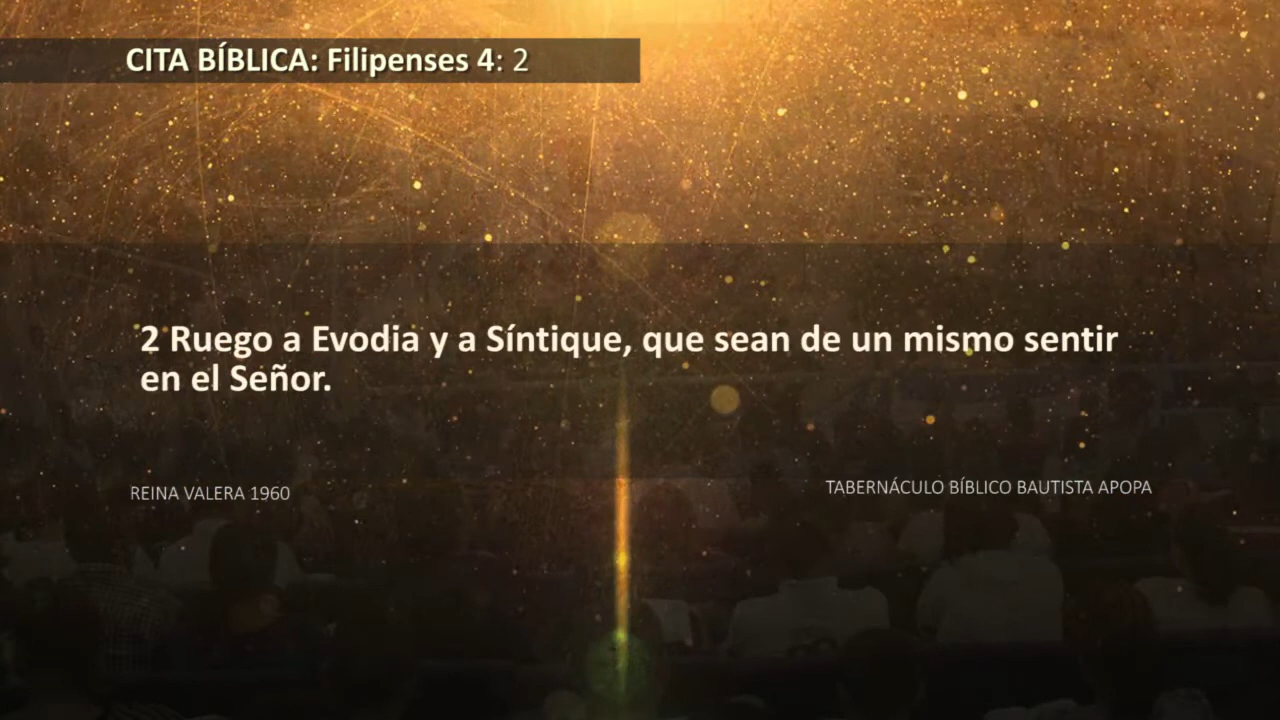 CITA BÍBLICA: Filipenses 4: 2
2 Ruego a Evodia y a Síntique, que sean de un mismo sentir
en el Señor.
REINA VALERA 1960
TABERNÁCULO BÍBLICO BAUTISTA APOPA